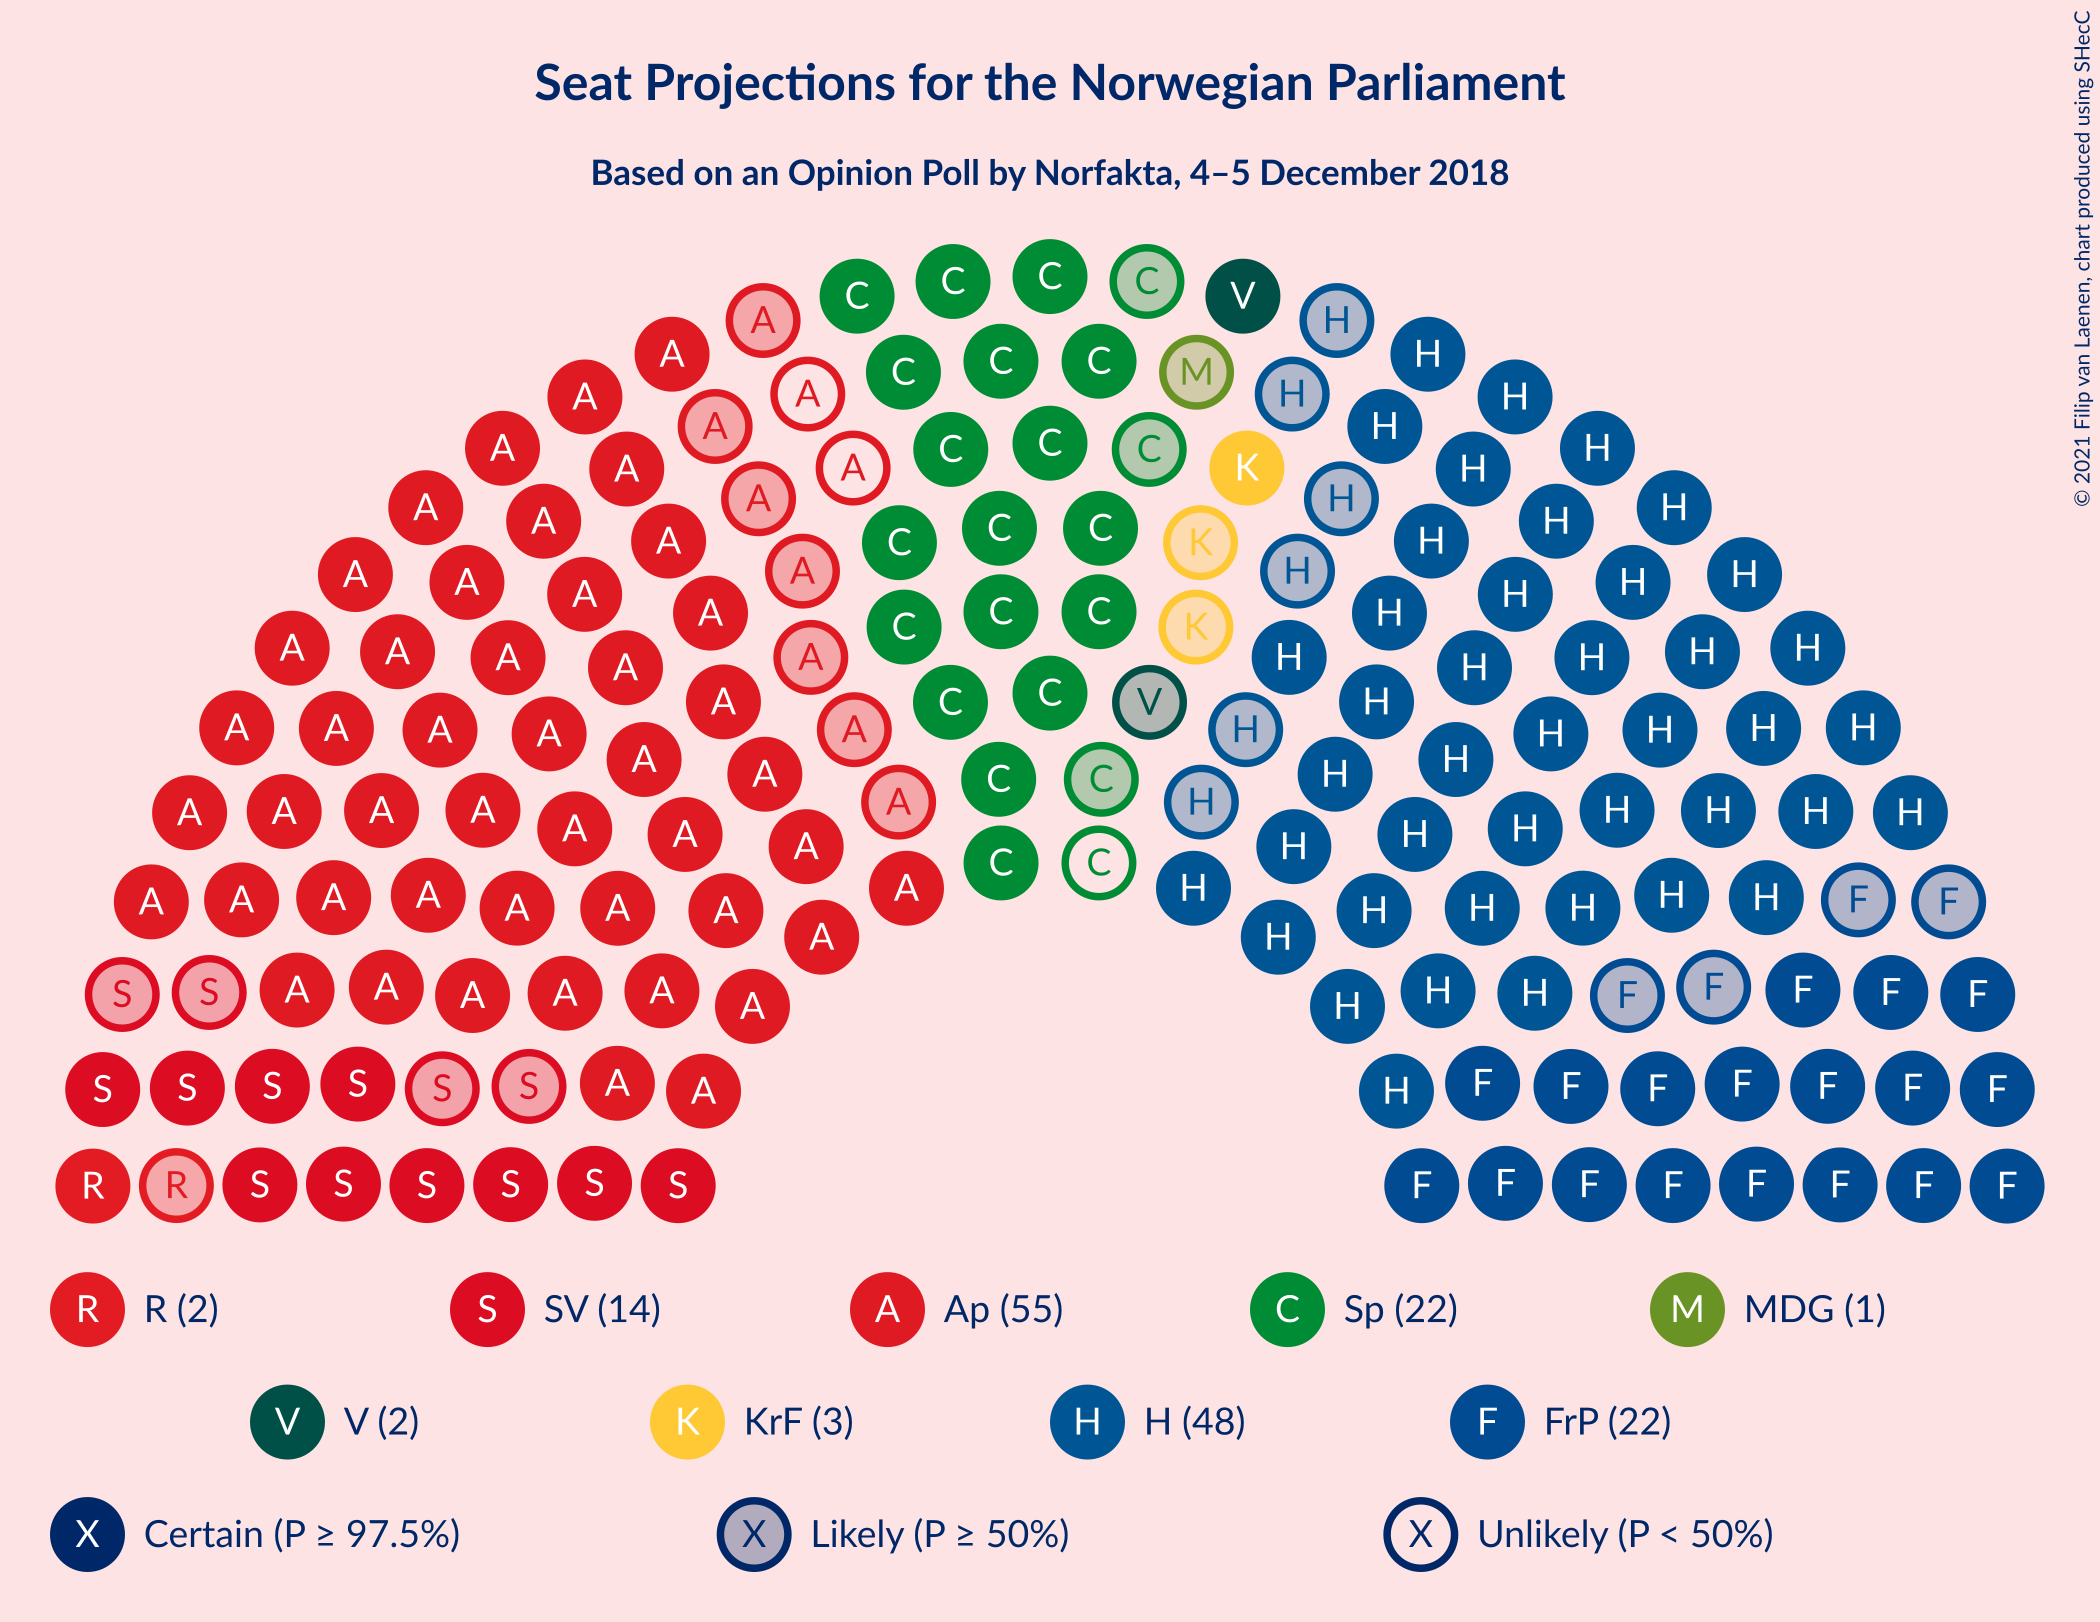 Seat Projections for the Norwegian Parliament
Based on an Opinion Poll by Norfakta, 4–5 December 2018
© 2021 Filip van Laenen, chart produced using SHecC
C C C C V
A H
A C C C M H
A H
A A H H
A A C C C K H H
A A H H
A A C C C K H H
A A A H H H
A A C C C K H H
A A A A H H H H
A A A C C V H H H
A A A A A A H H H H H H
A A C C H H
A A A A A A H H H H H H
A C C H
A A A A A A A A H H H H H H F F
S S A A A A A A H H H F F F F F
S S S S S S A A H F F F F F F F
R R S S S S S S F F F F F F F F
R R (2) S SV (14) A Ap (55) C Sp (22) M MDG (1)
V V (2) K KrF (3) H H (48) F FrP (22)
X Certain (P ≥ 97.5%) X Likely (P ≥ 50%) X Unlikely (P < 50%)